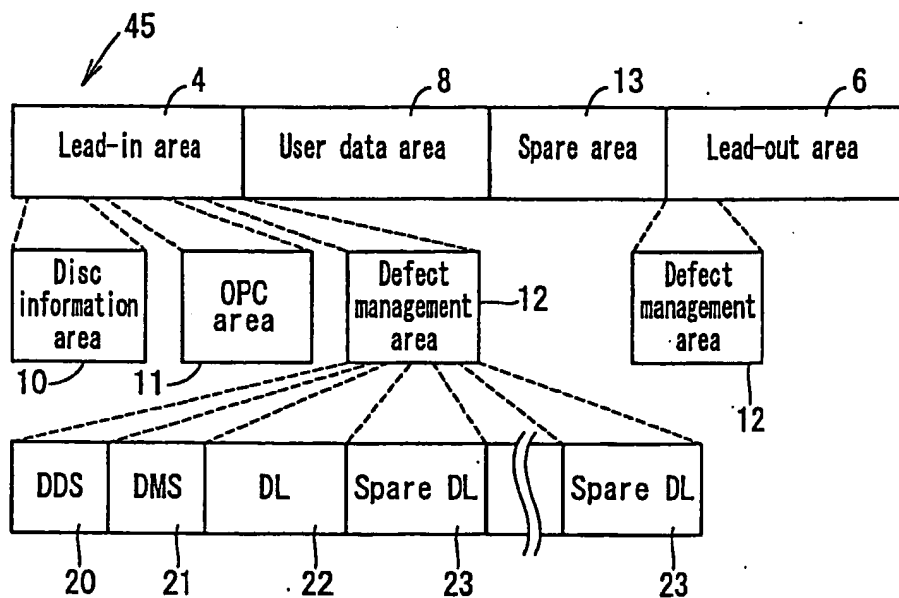 45
4 8 13 6
Lead-in area User data area Spare area Lead-out area
Disc
information
area
OPC
area
Defect
management
area
12
Defect
management
area
10 11 12
DDS DMS DL Spare DL Spare DL
20 21 22 23 23